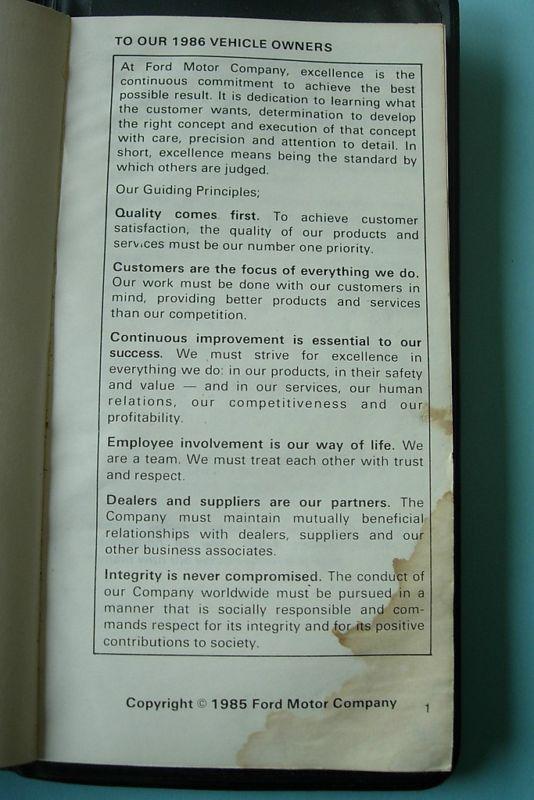 TO OUR 1986 VEHICLE OWNERS
At Ford Motor Company, excellence is the
continuous commitment to achieve the best
possible result. It is dedication to learning what
the customer wants, determination to develop
the right concept and execution of that concept
with care, precision and attention to detail. In
short, excellence means being the standard by
which others are judged.
Our Guiding Principles;
Quality comes first. To achieve customer
satisfaction, the quality of our products and
services must be our number one priority.
Customers are the focus of everything we do.
Our work must be done with our customers in
mind, providing better products and services
than our competition.
Continuous improvement is essential to our
success. We must strive for excellence in
everything we do: in our products, in their safety
and value — and in our services, our human
relations, our competitiveness and our
profitability.
Employee involvement is our way of life. We
are a team. We must treat each other with trust
and respect.
Dealers and suppliers are our partners. The
Company must maintain mutually beneficial
relationships with dealers, suppliers and our
other business associates.
Integrity is never compromised. The conduct of
our Company worldwide must be pursued in a
manner that is socially responsible and com-
mands respect for its integrity and for its positive
contributions to society.
Copyright © 1985 Ford Motor Company
1